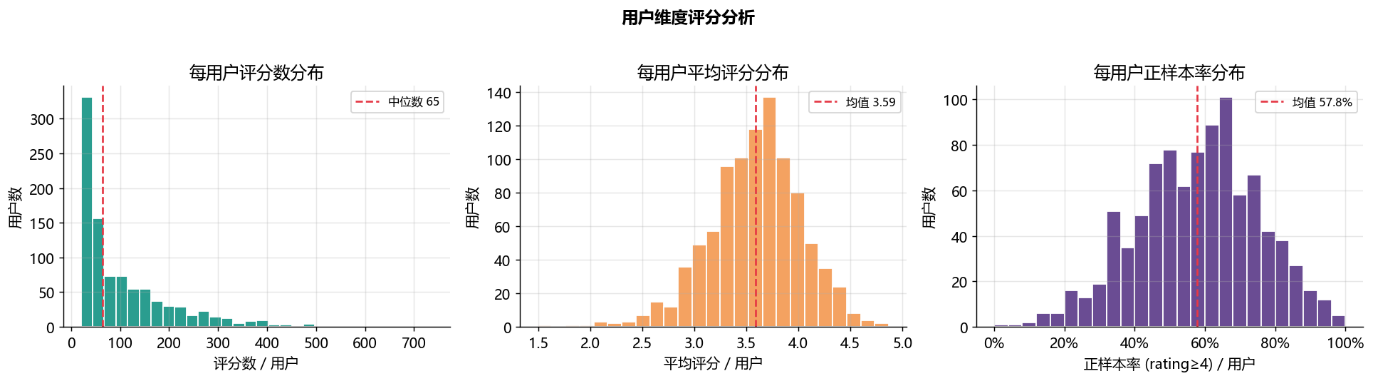 用户维度评分分析
每用户评分数分布
中位数 65
用户数
300
250
200
150
100
50
0
0 100 200 300 400 500 600 700
评分数 / 用户
每用户平均评分分布
均值 3.59
用户数
140
120
100
80
60
40
20
0
1.5 2.0 2.5 3.0 3.5 4.0 4.5 5.0
平均评分 / 用户
每用户正样本率分布
均值 57.8%
用户数
100
80
60
40
20
0
0% 20% 40% 60% 80% 100%
正样本率 (rating≥4) / 用户